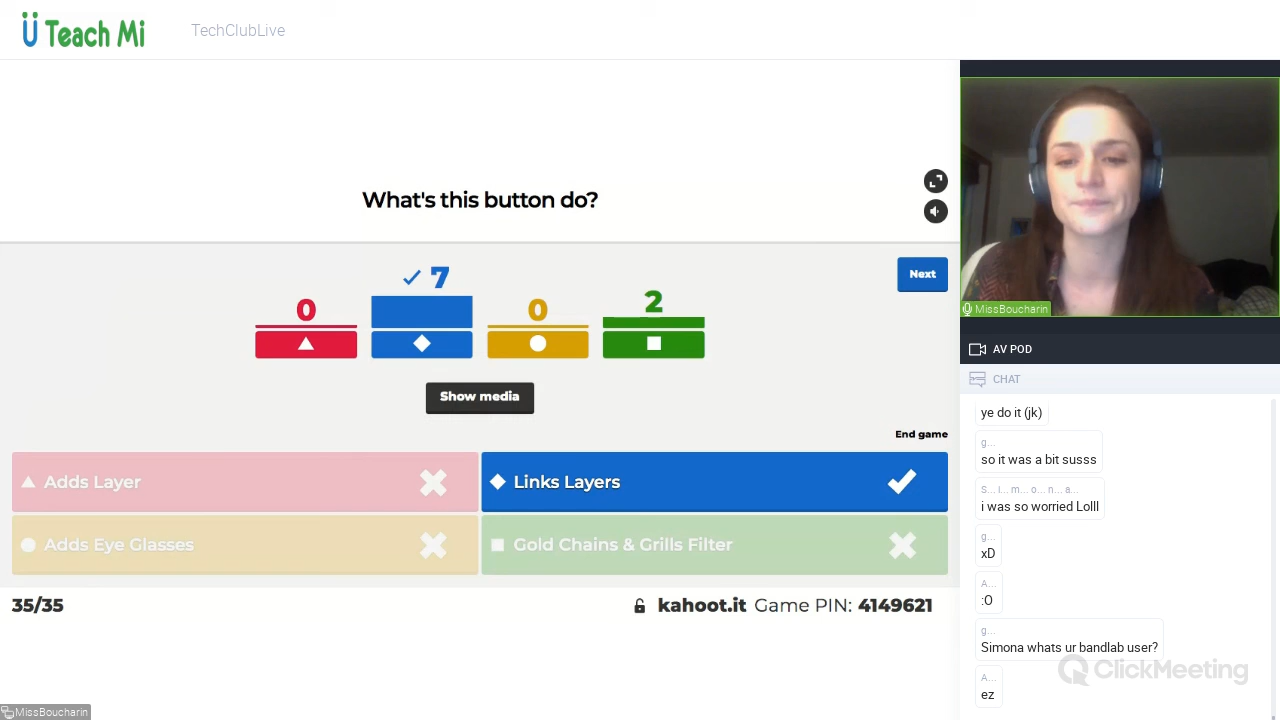 Ü Teach Mi
TechClubLive
What's this button do?
Next
0
7
0
2
Show media
End game
Adds Layer
Links Layers
Adds Eye Glasses
Gold Chains & Grills Filter
35/35
kahoot.it Game PIN: 4149621
MissBoucharin
MissBoucharin
AV POD
CHAT
ye do it (jk)
g...
so it was a bit susss
S... i... m... o... n... a...
i was so worried Lolll
g...
xD
A...
:O
g...
Simona whats ur bandlab user?
A...
ez
ClickMeeting